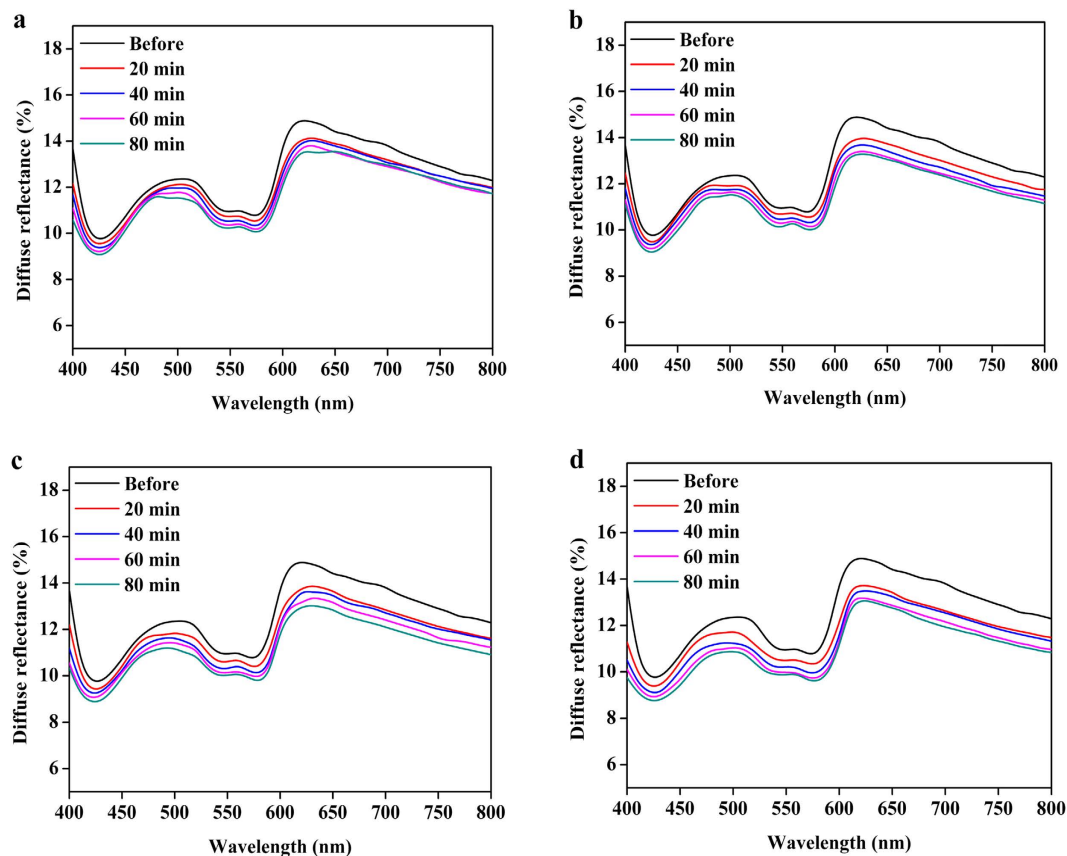 a
18
16
14
12
10
8
6
400 450 500 550 600 650 700 750 800
Diffuse reflectance (%)
Wavelength (nm)
Before
20 min
40 min
60 min
80 min
b
18
16
14
12
10
8
6
400 450 500 550 600 650 700 750 800
Diffuse reflectance (%)
Wavelength (nm)
Before
20 min
40 min
60 min
80 min
c
18
16
14
12
10
8
6
400 450 500 550 600 650 700 750 800
Diffuse reflectance (%)
Wavelength (nm)
Before
20 min
40 min
60 min
80 min
d
18
16
14
12
10
8
6
4
400 450 500 550 600 650 700 750 800
Diffuse reflectance (%)
Wavelength (nm)
Before
20 min
40 min
60 min
80 min